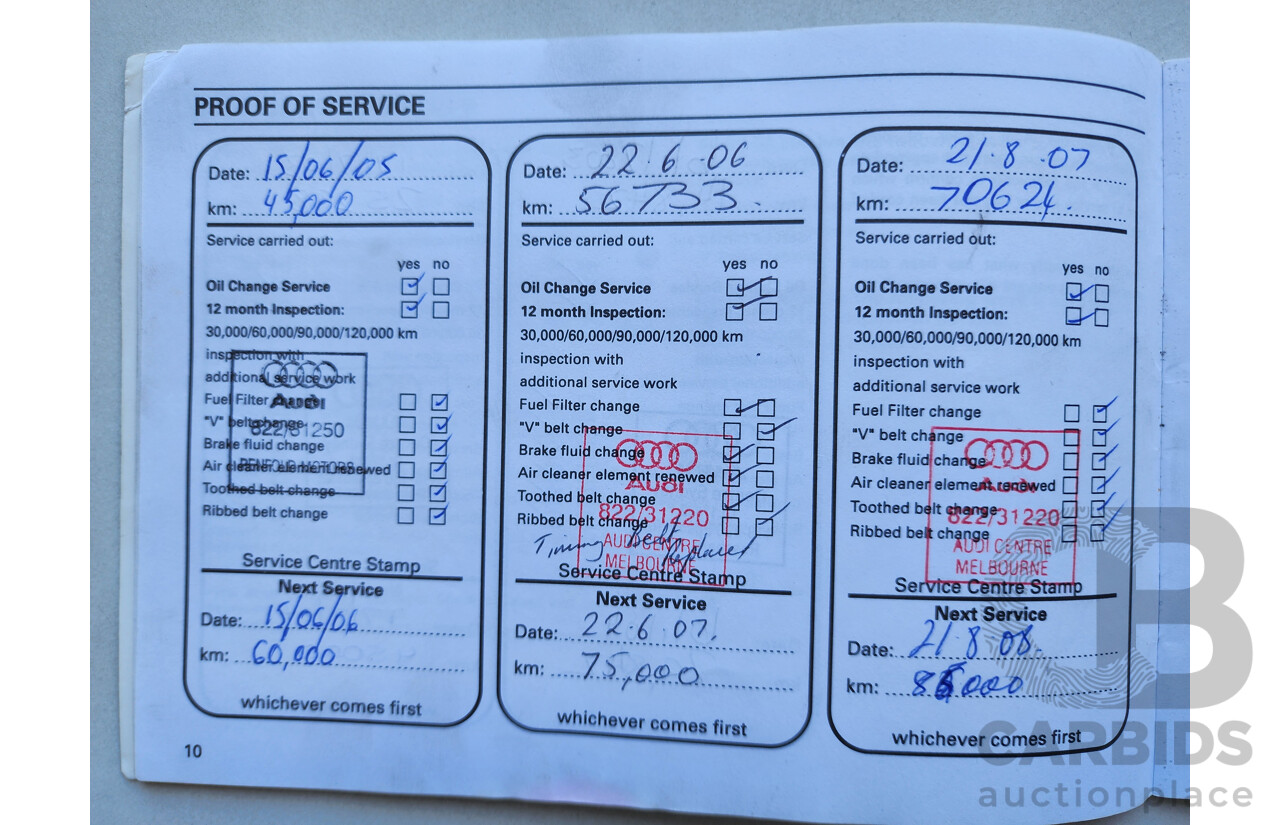 PROOF OF SERVICE
Date: 15/06/05
km: 45,000
Service carried out:
yes no
Oil Change Service
12 month Inspection:
30,000/60,000/90,000/120,000 km
inspection with
additional service work
Fuel Filter change
"V" belt change
Brake fluid change
Air cleaner element renewed
Toothed belt change
Ribbed belt change
Audi
822/31250
Service Centre Stamp
Next Service
Date: 15/06/06
km: 60,000
whichever comes first
10
Date: 22.6.06
km: 56733.
Service carried out:
yes no
Oil Change Service
12 month Inspection:
30,000/60,000/90,000/120,000 km
inspection with
additional service work
Fuel Filter change
"V" belt change
Brake fluid change
Air cleaner element renewed
Toothed belt change
Ribbed belt change
Audi
822/31220
AUDI CENTRE
MELBOURNE
Timing Belt
Replaced
Service Centre Stamp
Next Service
Date: 22.6.07.
km: 75,000
whichever comes first
Date: 21.8.07
km: 70624.
Service carried out:
yes no
Oil Change Service
12 month Inspection:
30,000/60,000/90,000/120,000 km
inspection with
additional service work
Fuel Filter change
"V" belt change
Brake fluid change
Air cleaner element renewed
Toothed belt change
Ribbed belt change
Audi
822/31220
AUDI CENTRE
MELBOURNE
Service Centre Stamp
Next Service
Date: 21.8.08.
km:
whichever comes first
B
CARBIDS
auctionplace